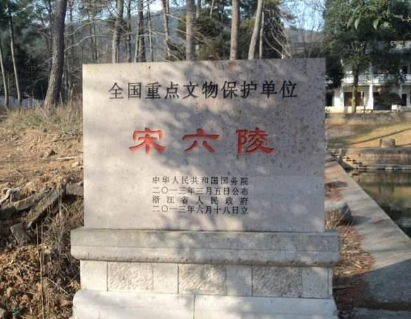 全国重点文物保护单位
宋六陵
中华人民共和国国务院
二〇一三年三月五日公布
浙江省人民政府
二〇一三年六月十八日立